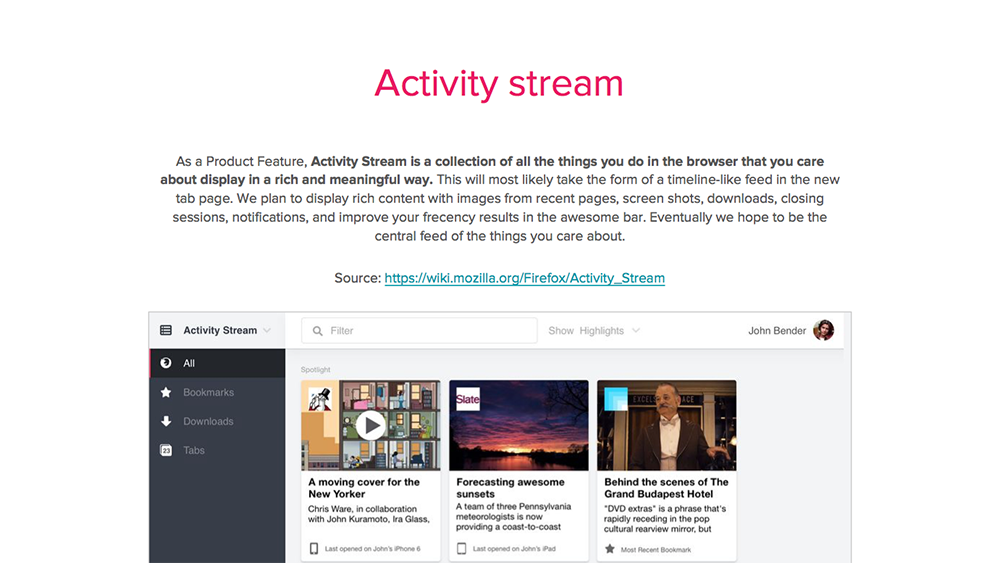 Activity stream
As a Product Feature, Activity Stream is a collection of all the things you do in the browser that you care
about display in a rich and meaningful way. This will most likely take the form of a timeline-like feed in the new
tab page. We plan to display rich content with images from recent pages, screen shots, downloads, closing
sessions, notifications, and improve your frecency results in the awesome bar. Eventually we hope to be the
central feed of the things you care about.
Source: https://wiki.mozilla.org/Firefox/Activity_Stream
Activity Stream
Filter
Show Highlights
John Bender
All
Bookmarks
Downloads
23 Tabs
Spotlight
Slate
A moving cover for the
New Yorker
Chris Ware, in collaboration
with John Kuramoto, Ira Glass,
Last opened on John's iPhone 6
Forecasting awesome
sunsets
A team of three Pennsylvania
meteorologists is now
providing a coast-to-coast
Last opened on John's iPad
Behind the scenes of The
Grand Budapest Hotel
"DVD extras" is a phrase that's
rapidly receding in the pop
cultural rearview mirror, but
Most Recent Bookmark